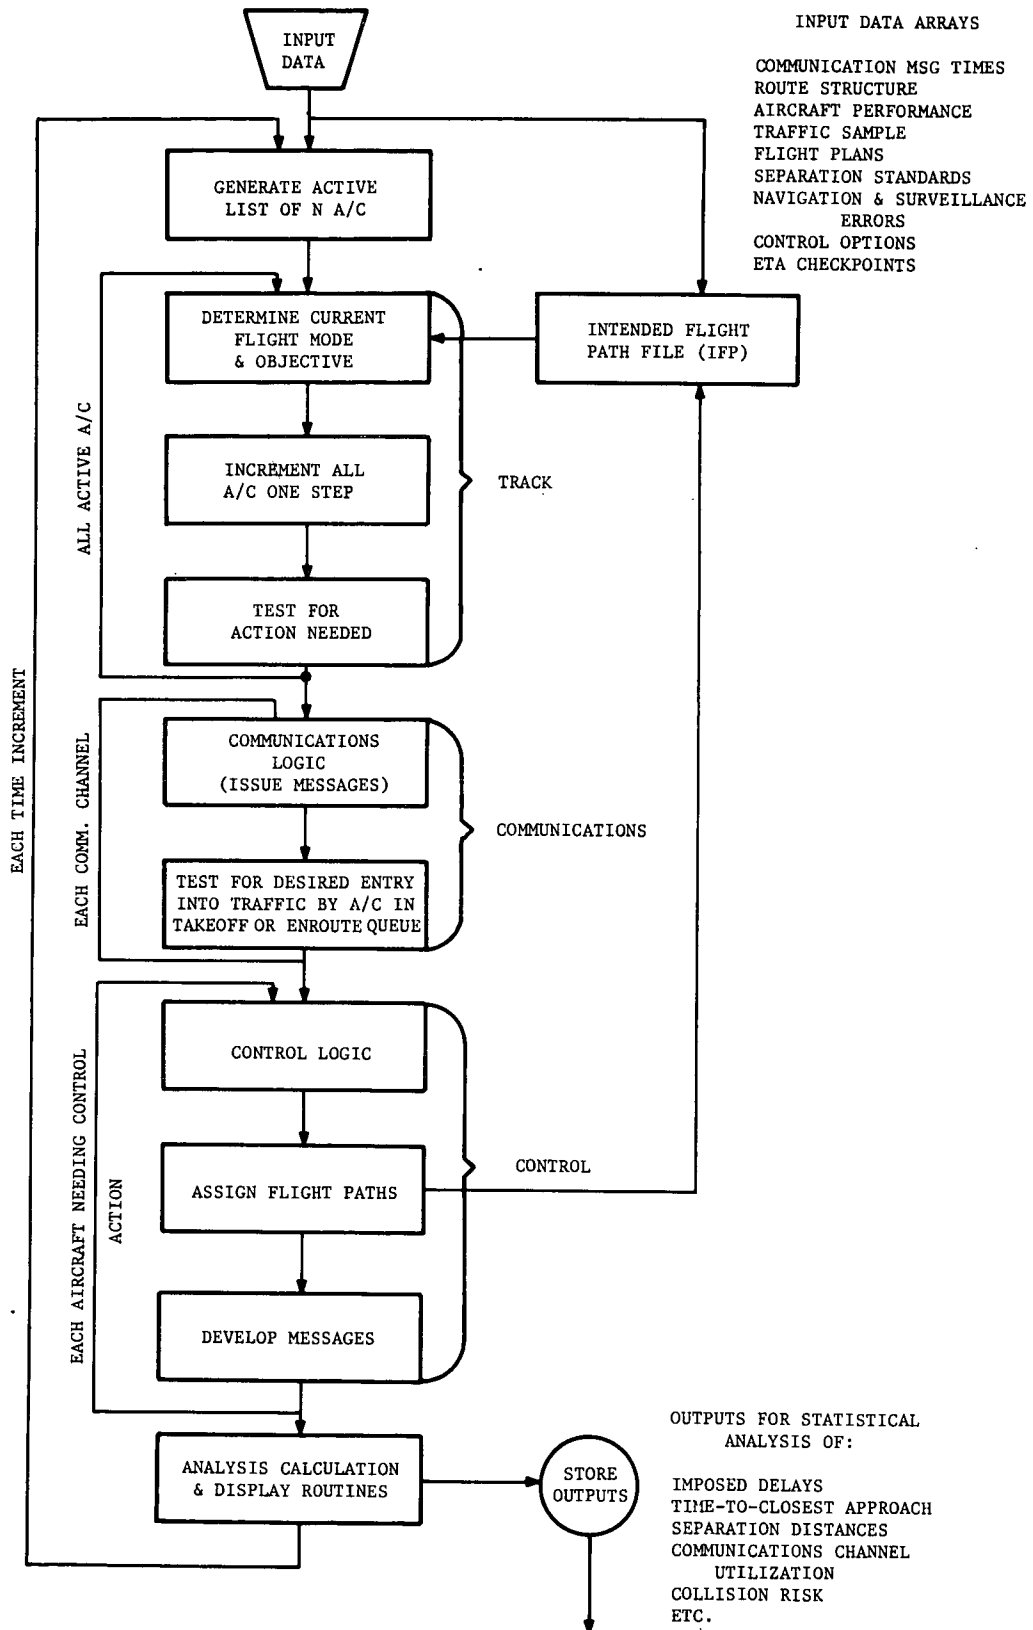 INPUT
DATA
INPUT DATA ARRAYS
COMMUNICATION MSG TIMES
ROUTE STRUCTURE
AIRCRAFT PERFORMANCE
TRAFFIC SAMPLE
FLIGHT PLANS
SEPARATION STANDARDS
NAVIGATION & SURVEILLANCE
ERRORS
CONTROL OPTIONS
ETA CHECKPOINTS
GENERATE ACTIVE
LIST OF N A/C
DETERMINE CURRENT
FLIGHT MODE
& OBJECTIVE
INTENDED FLIGHT
PATH FILE (IFP)
INCREMENT ALL
A/C ONE STEP
TRACK
TEST FOR
ACTION NEEDED
ALL ACTIVE A/C
COMMUNICATIONS
LOGIC
(ISSUE MESSAGES)
COMMUNICATIONS
TEST FOR DESIRED ENTRY
INTO TRAFFIC BY A/C IN
TAKEOFF OR ENROUTE QUEUE
EACH COMM. CHANNEL
EACH TIME INCREMENT
CONTROL LOGIC
CONTROL
ASSIGN FLIGHT PATHS
DEVELOP MESSAGES
EACH AIRCRAFT NEEDING CONTROL
ACTION
ANALYSIS CALCULATION
& DISPLAY ROUTINES
STORE
OUTPUTS
OUTPUTS FOR STATISTICAL
ANALYSIS OF:
IMPOSED DELAYS
TIME-TO-CLOSEST APPROACH
SEPARATION DISTANCES
COMMUNICATIONS CHANNEL
UTILIZATION
COLLISION RISK
ETC.